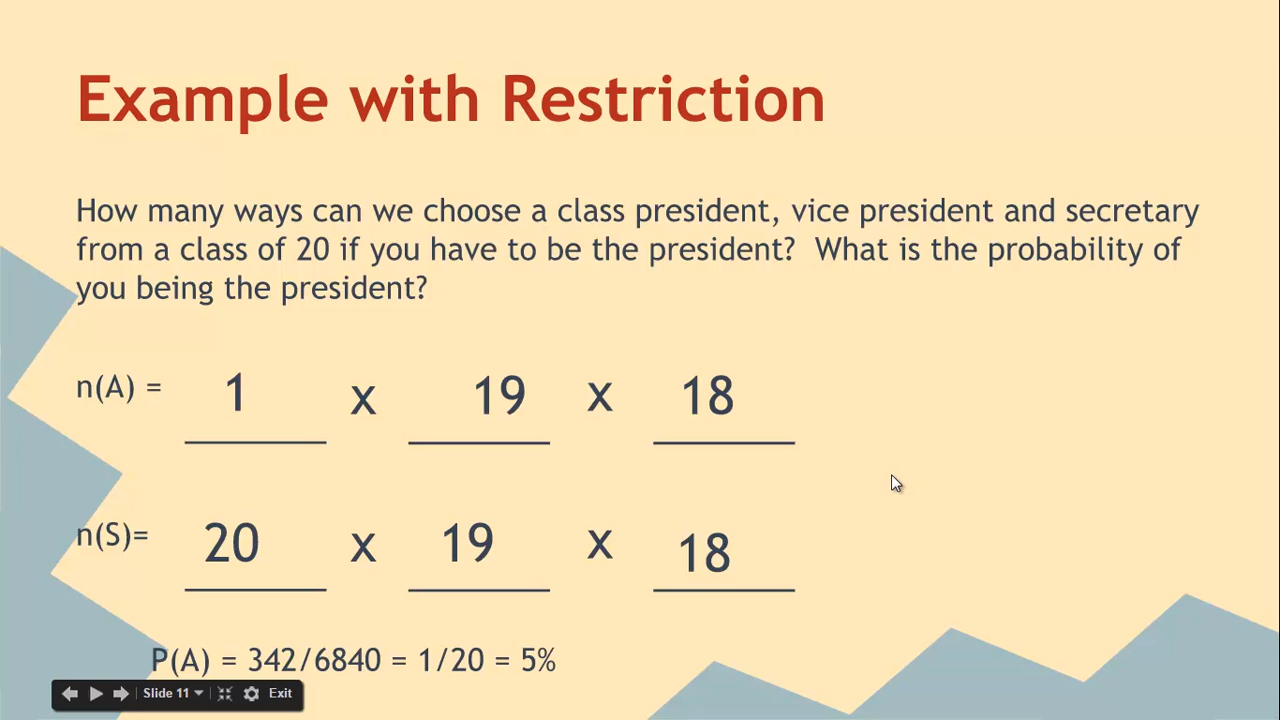 Example with Restriction
How many ways can we choose a class president, vice president and secretary
from a class of 20 if you have to be the president?  What is the probability of
you being the president?
n(A) = 1 x 19 x 18
n(S)= 20 x 19 x 18
P(A) = 342/6840 = 1/20 = 5%
Slide 11 Exit